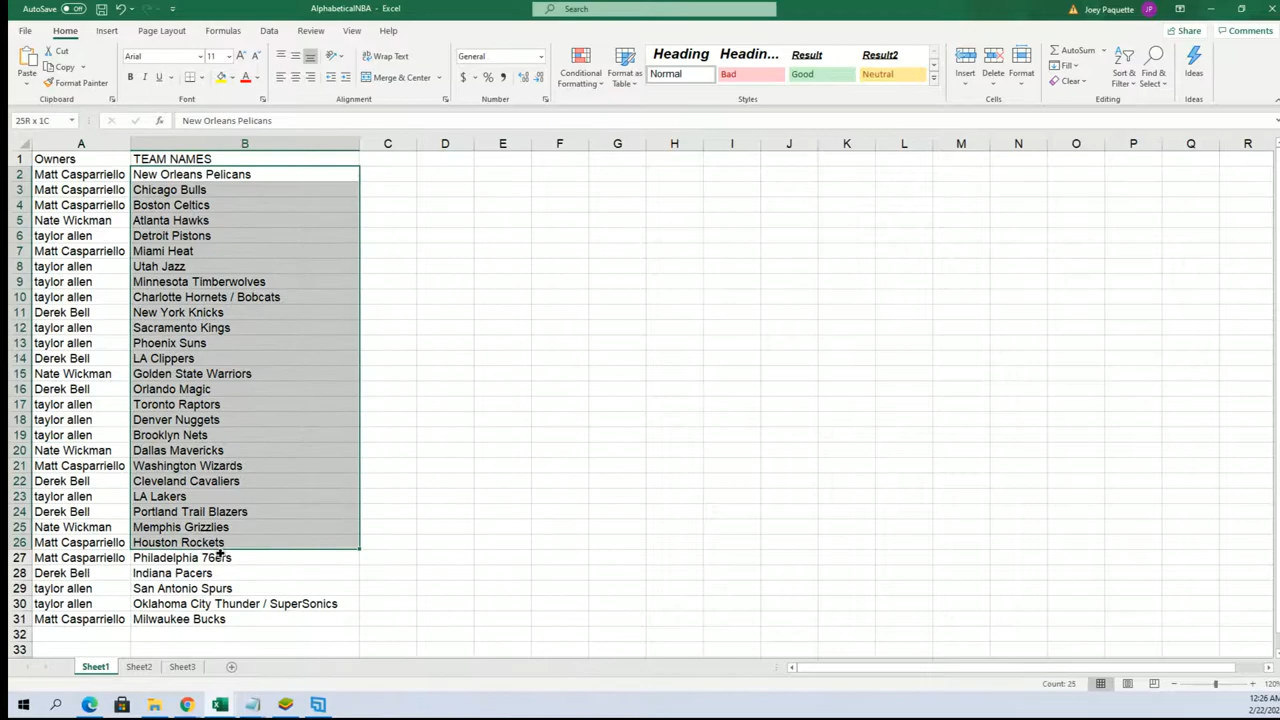 AutoSave Off AlphabeticalNBA - Excel Search Joey Paquette JP
File Home Insert Page Layout Formulas Data Review View Help Share Comments
Paste Cut Copy Format Painter Clipboard
Arial 11 Font
Wrap Text Merge & Center Alignment
General Number
Conditional Formatting Format as Table
Heading Headin... Result Result2
Normal Bad Good Neutral
Styles
Insert Delete Format Cells
AutoSum Fill Clear Sort & Filter Find & Select Editing
Ideas Ideas
25R x 1C New Orleans Pelicans
A B C D E F G H I J K L M N O P Q R
1 Owners TEAM NAMES
2 Matt Casparriello New Orleans Pelicans
3 Matt Casparriello Chicago Bulls
4 Matt Casparriello Boston Celtics
5 Nate Wickman Atlanta Hawks
6 taylor allen Detroit Pistons
7 Matt Casparriello Miami Heat
8 taylor allen Utah Jazz
9 taylor allen Minnesota Timberwolves
10 taylor allen Charlotte Hornets / Bobcats
11 Derek Bell New York Knicks
12 taylor allen Sacramento Kings
13 taylor allen Phoenix Suns
14 Derek Bell LA Clippers
15 Nate Wickman Golden State Warriors
16 Derek Bell Orlando Magic
17 taylor allen Toronto Raptors
18 taylor allen Denver Nuggets
19 taylor allen Brooklyn Nets
20 Nate Wickman Dallas Mavericks
21 Matt Casparriello Washington Wizards
22 Derek Bell Cleveland Cavaliers
23 taylor allen LA Lakers
24 Derek Bell Portland Trail Blazers
25 Nate Wickman Memphis Grizzlies
26 Matt Casparriello Houston Rockets
27 Matt Casparriello Philadelphia 76ers
28 Derek Bell Indiana Pacers
29 taylor allen San Antonio Spurs
30 taylor allen Oklahoma City Thunder / SuperSonics
31 Matt Casparriello Milwaukee Bucks
32
33
Sheet1 Sheet2 Sheet3
Count: 25 120%
12:26 AM
2/22/202